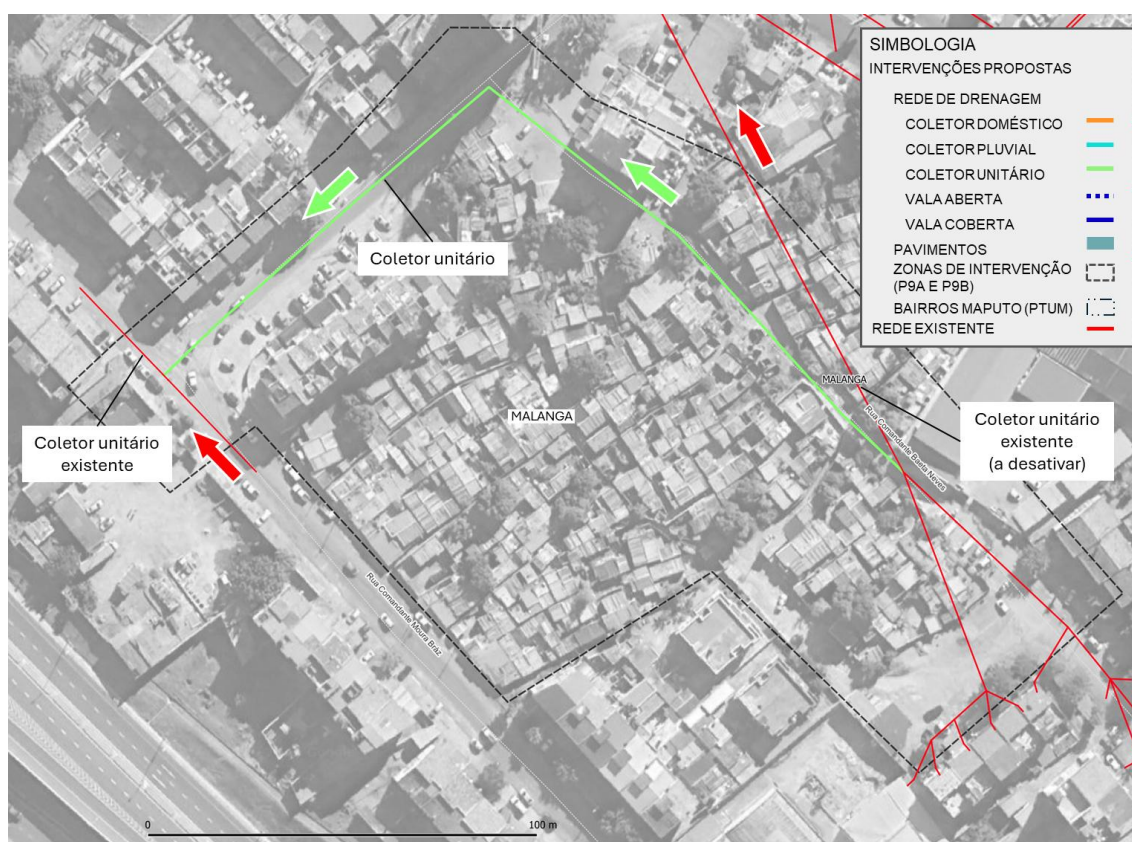 SIMBOLOGIA
INTERVENÇÕES PROPOSTAS
REDE DE DRENAGEM
COLETOR DOMÉSTICO
COLETOR PLUVIAL
COLETOR UNITÁRIO
VALA ABERTA
VALA COBERTA
PAVIMENTOS
ZONAS DE INTERVENÇÃO
(P9A E P9B)
BAIRROS MAPUTO (PTUM)
REDE EXISTENTE
Coletor unitário
MALANGA
MALANGA
Rua Comandante Baeta Neves
Coletor unitário
existente
(a desativar)
Coletor unitário
existente
Rua Comandante Moura Bráz
0
100 m